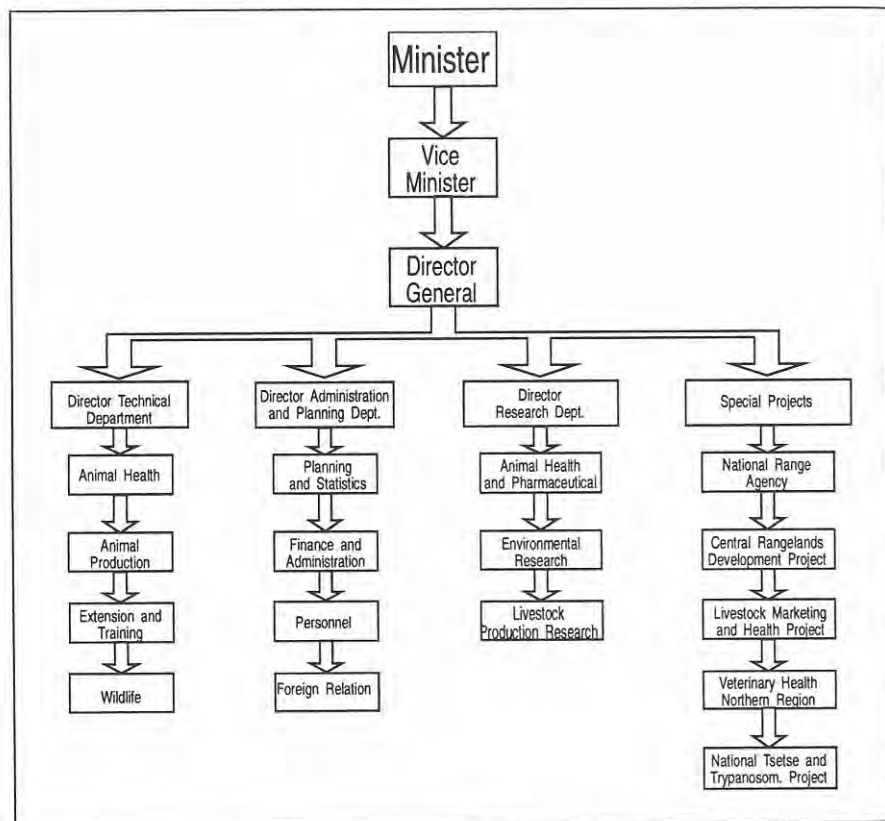 Minister
Vice
Minister
Director
General
Director Technical
Department
Animal Health
Animal
Production
Extension and
Training
Wildlife
Director Administration
and Planning Dept.
Planning
and Statistics
Finance and
Administration
Personnel
Foreign Relation
Director
Research Dept.
Animal Health
and Pharmaceutical
Environmental
Research
Livestock
Production Research
Special Projects
National Range
Agency
Central Rangelands
Development Project
Livestock Marketing
and Health Project
Veterinary Health
Northern Region
National Tsetse and
Trypanosom. Project